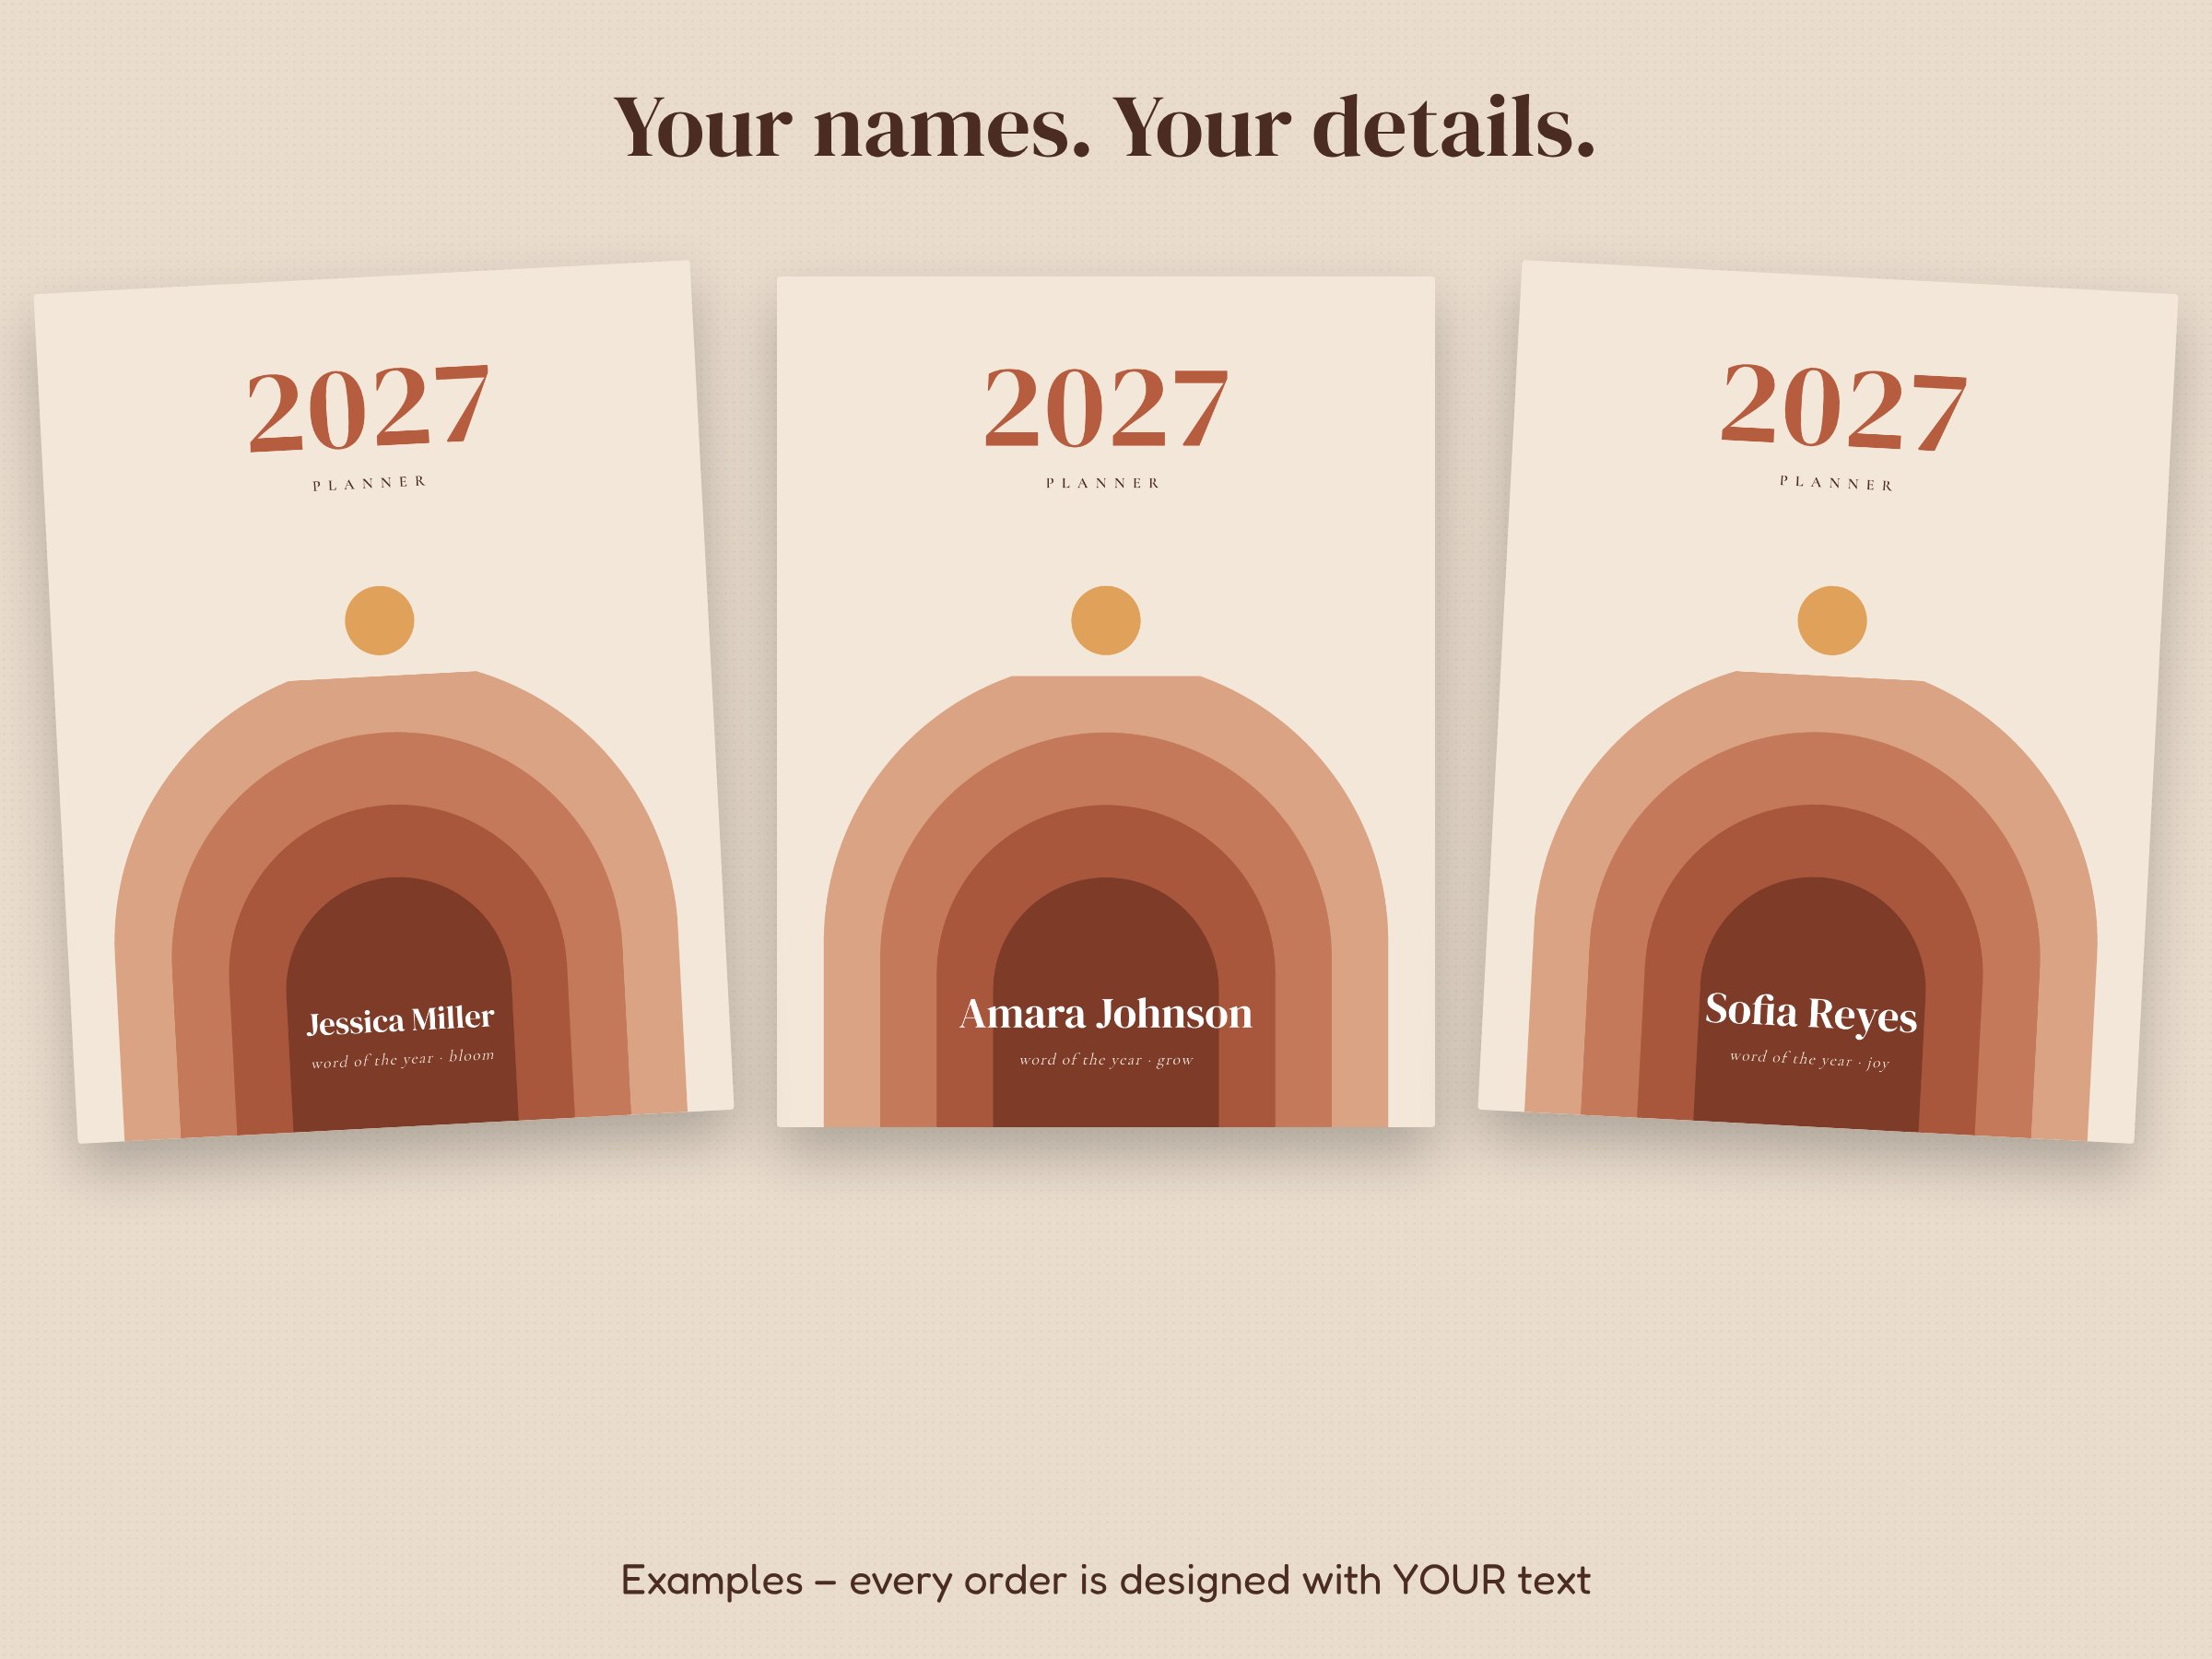 Your names. Your details.
2027
PLANNER
Jessica Miller
word of the year · bloom
2027
PLANNER
Amara Johnson
word of the year · grow
2027
PLANNER
Sofia Reyes
word of the year · joy
Examples – every order is designed with YOUR text